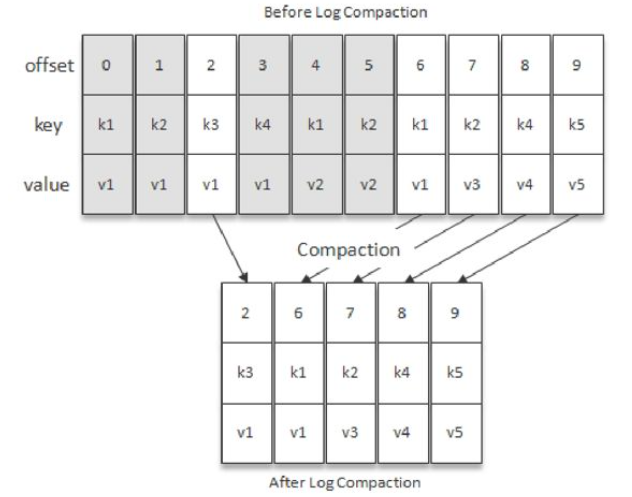 Before Log Compaction
offset 0 1 2 3 4 5 6 7 8 9
key k1 k2 k3 k4 k1 k2 k1 k2 k4 k5
value v1 v1 v1 v1 v2 v2 v1 v3 v4 v5
Compaction
2 6 7 8 9
k3 k1 k2 k4 k5
v1 v1 v3 v4 v5
After Log Compaction